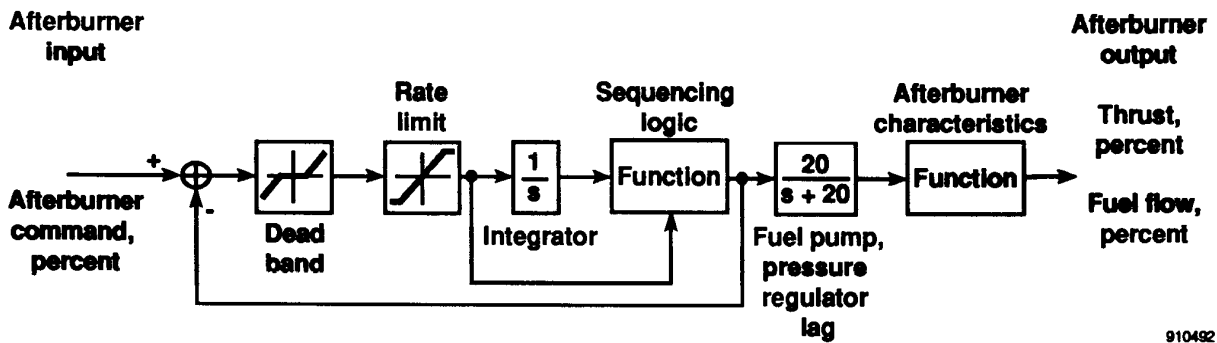 Afterburner
input
Afterburner
output
Rate
limit
Sequencing
logic
Afterburner
characteristics
Thrust,
percent
+
-
1
s
Function
20
s + 20
Function
Afterburner
command,
percent
Dead
band
Integrator
Fuel pump,
pressure
regulator
lag
Fuel flow,
percent
910492